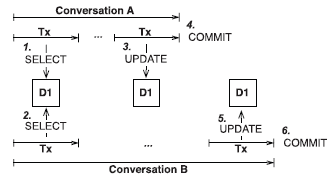 Conversation A
Tx ... Tx 4.
1. 3. COMMIT
SELECT UPDATE
D1 D1 D1
2. 5.
SELECT UPDATE 6.
Tx ... Tx COMMIT
Conversation B